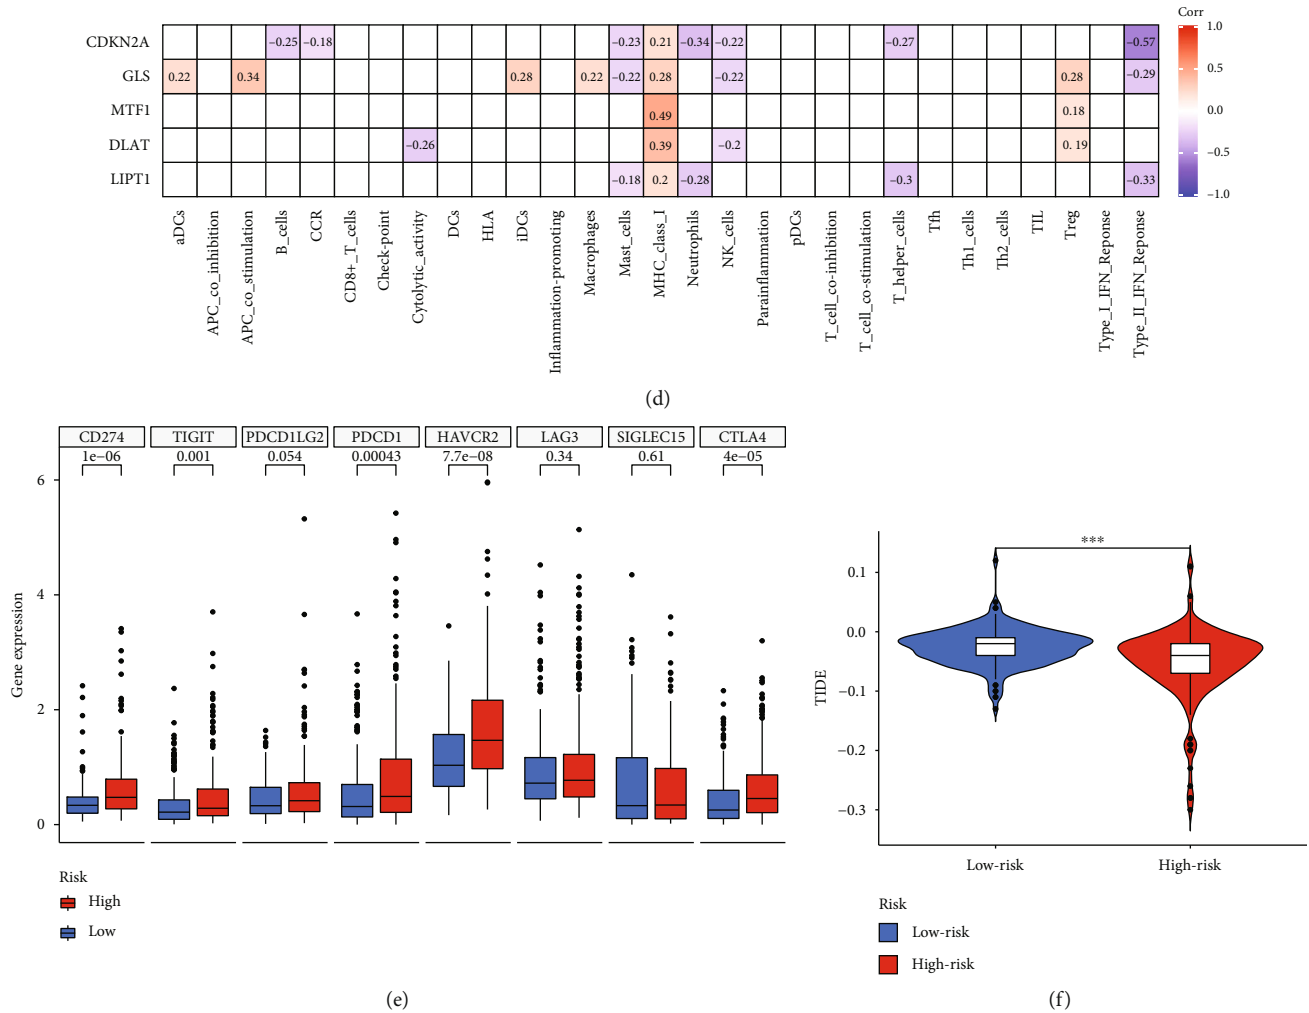 Corr
CDKN2A −0.25 −0.18 −0.23 0.21 −0.34 −0.22 −0.27 −0.57
GLS 0.22 0.34 0.28 0.22 −0.22 0.28 −0.22 0.28 −0.29
MTF1 0.49 0.18
DLAT −0.26 0.39 −0.2 0.19
LIPT1 −0.18 0.2 −0.28 −0.3 −0.33
1.0
0.5
0.0
−0.5
−1.0
aDCs
APC_co_inhibition
APC_co_stimulation
B_cells
CCR
CD8+_T_cells
Check-point
Cytolytic_activity
DCs
HLA
iDCs
Inflammation-promoting
Macrophages
Mast_cells
MHC_class_I
Neutrophils
NK_cells
Parainflammation
pDCs
T_cell_co-inhibition
T_cell_co-stimulation
T_helper_cells
Tfh
Th1_cells
Th2_cells
TIL
Treg
Type_I_IFN_Reponse
Type_II_IFN_Reponse
(d)
CD274 TIGIT PDCD1LG2 PDCD1 HAVCR2 LAG3 SIGLEC15 CTLA4
1e−06 0.001 0.054 0.00043 7.7e−08 0.34 0.61 4e−05
Gene expression
6
4
2
0
Risk
High
Low
(e)
***
TIDE
0.1
0.0
−0.1
−0.2
−0.3
Low-risk High-risk
Risk
Low-risk
High-risk
(f)